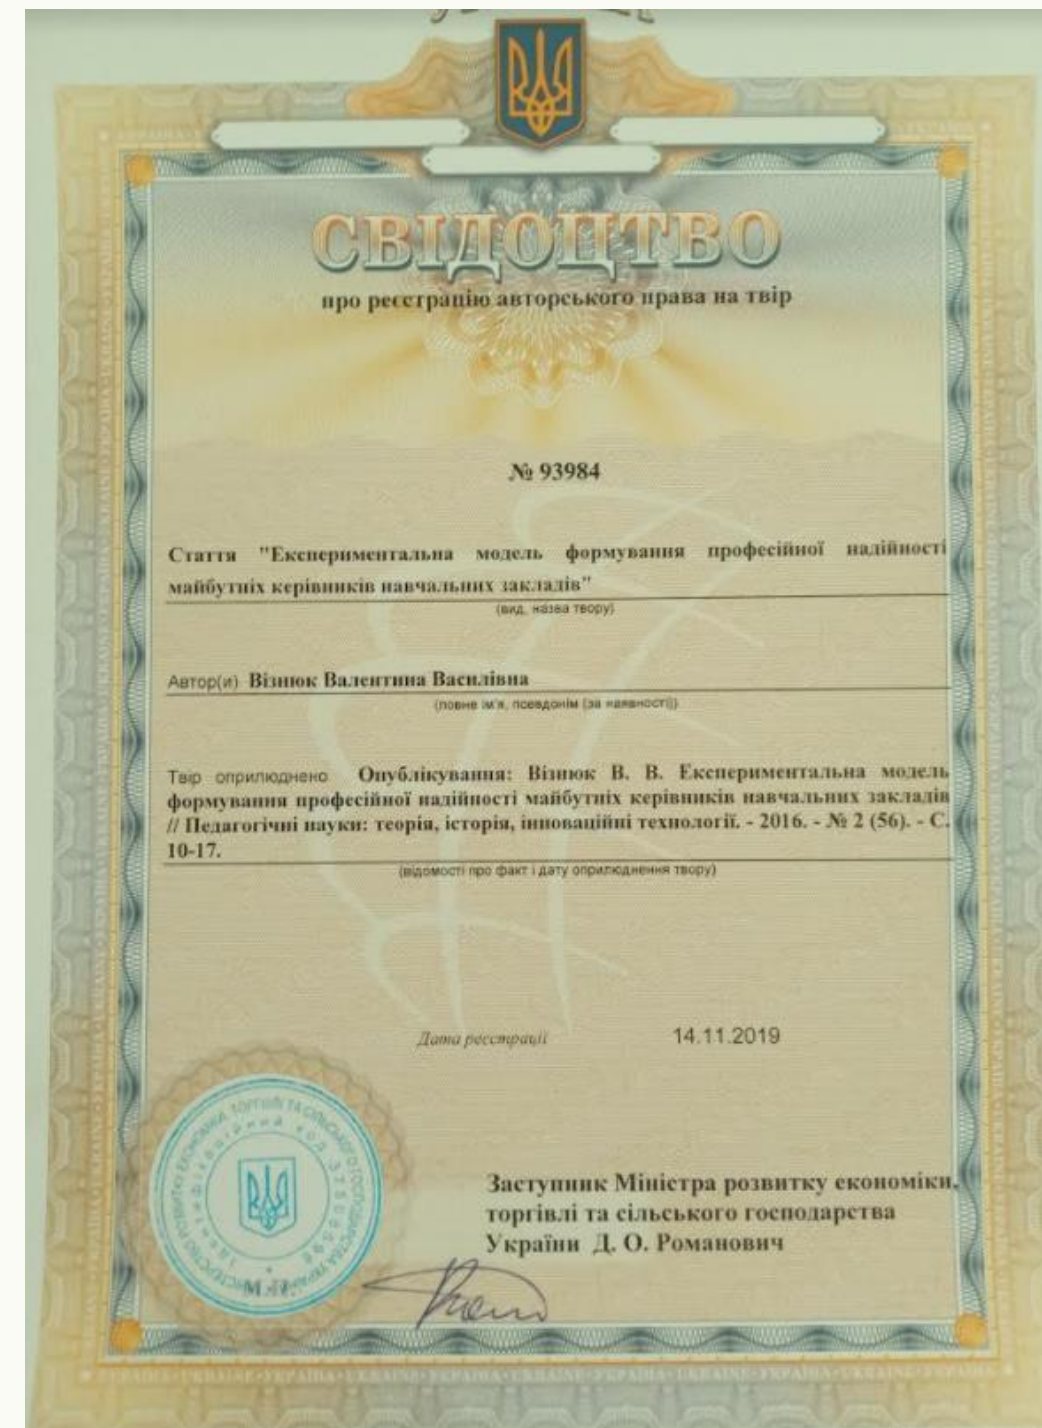 СВІДОЦТВО
про реєстрацію авторського права на твір
№ 93984
Стаття "Експериментальна модель формування професійної надійності
майбутніх керівників навчальних закладів"
(вид, назва твору)
Автор(и) Візнюк Валентина Василівна
(повне ім'я, псевдонім (за наявності))
Твір оприлюднено Опублікування: Візнюк В. В. Експериментальна модель
формування професійної надійності майбутніх керівників навчальних закладів
// Педагогічні науки: теорія, історія, інноваційні технології. - 2016. - № 2 (56). - С.
10-17.
(відомості про факт і дату оприлюднення твору)
Дата реєстрації 14.11.2019
Заступник Міністра розвитку економіки,
торгівлі та сільського господарства
України Д. О. Романович
М.П.